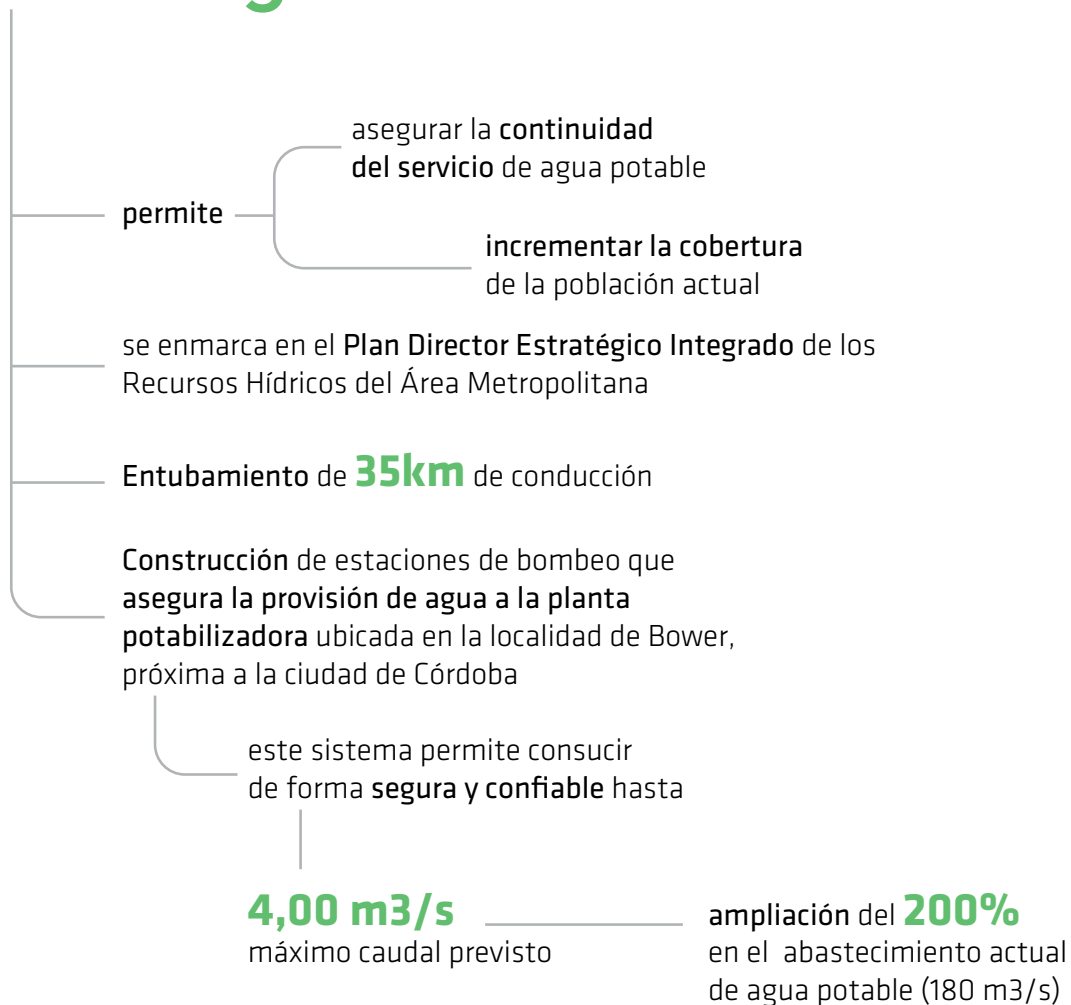 asegurar la continuidad
del servicio de agua potable
permite
incrementar la cobertura
de la población actual
se enmarca en el Plan Director Estratégico Integrado de los
Recursos Hídricos del Área Metropolitana
Entubamiento de 35km de conducción
Construcción de estaciones de bombeo que
asegura la provisión de agua a la planta
potabilizadora ubicada en la localidad de Bower,
próxima a la ciudad de Córdoba
este sistema permite consucir
de forma segura y confiable hasta
4,00 m3/s
máximo caudal previsto
ampliación del 200%
en el abastecimiento actual
de agua potable (180 m3/s)